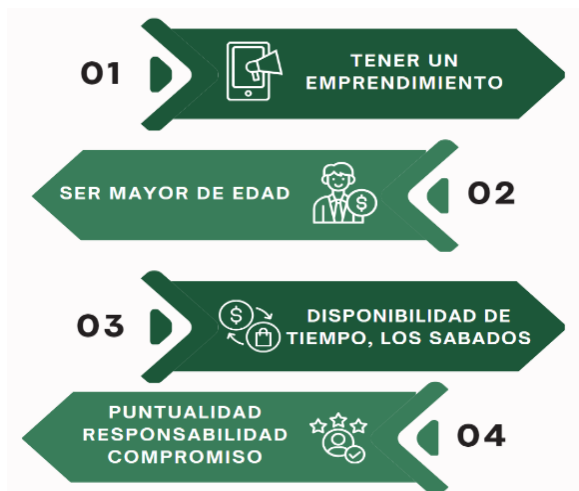 01
TENER UN
EMPRENDIMIENTO
SER MAYOR DE EDAD
$
02
03
$
DISPONIBILIDAD DE
TIEMPO, LOS SABADOS
PUNTUALIDAD
RESPONSABILIDAD
COMPROMISO
04